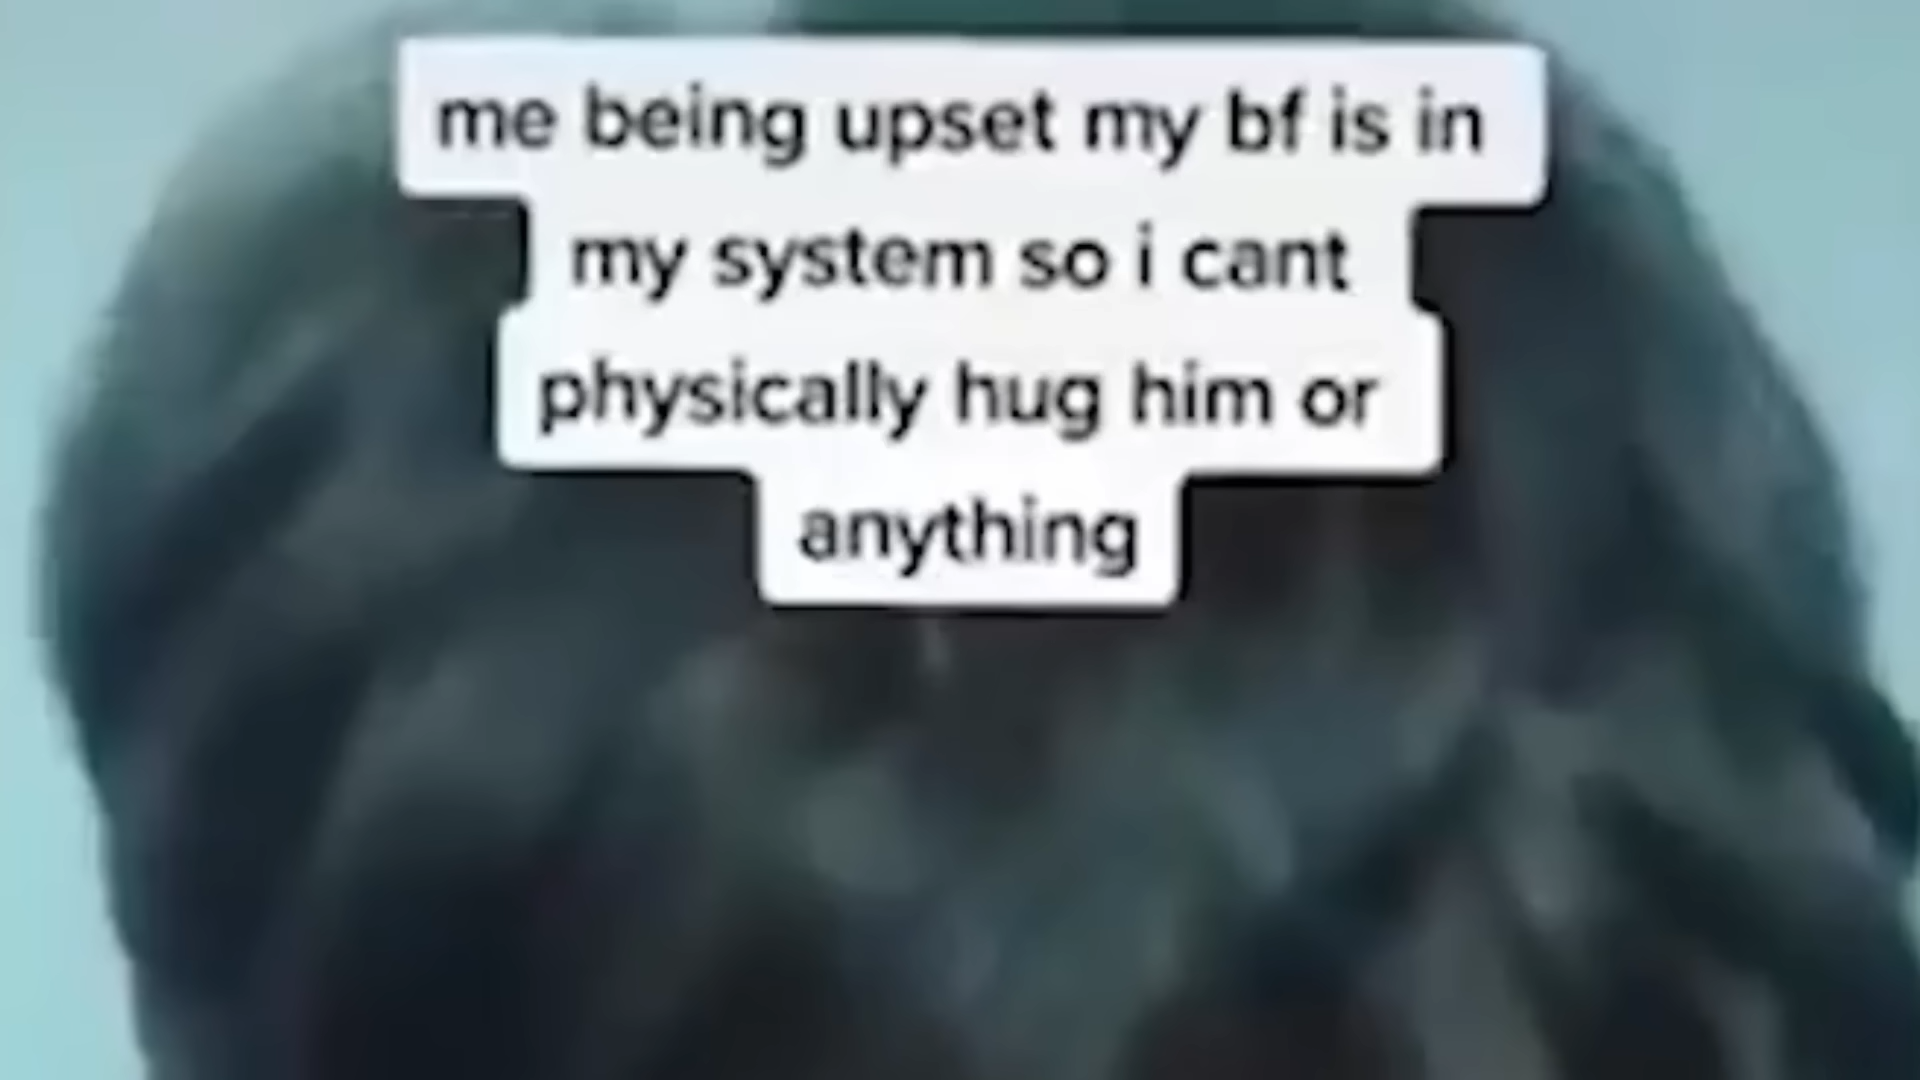 me being upset my bf is in
my system so i cant
physically hug him or
anything